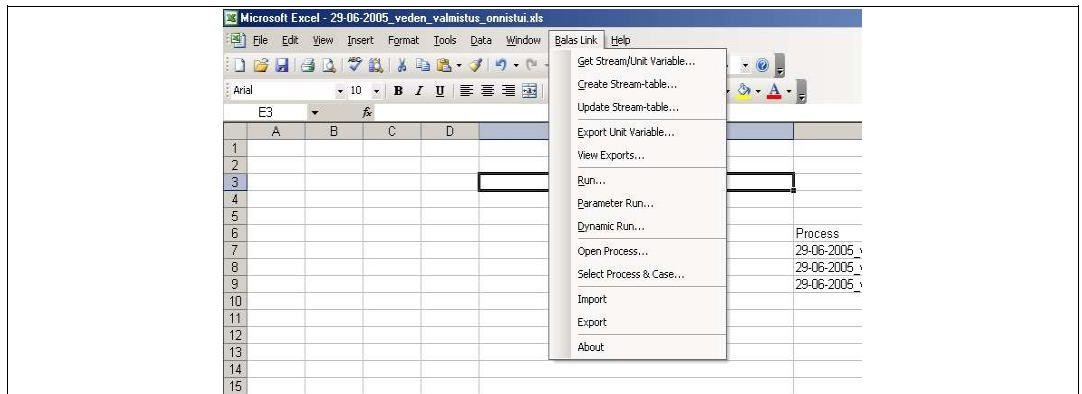 Microsoft Excel - 29-06-2005_veden_valmistus_onnistui.xls
File Edit View Insert Format Tools Data Window Balas Link Help
Arial 10 B I U A
E3 fx
A B C D
1
2
3
4
5
6 Process
7 29-06-2005_
8 29-06-2005_
9 29-06-2005_
10
11
12
13
14
15
Get Stream/Unit Variable...
Create Stream-table...
Update Stream-table...
Export Unit Variable...
View Exports...
Run...
Parameter Run...
Dynamic Run...
Open Process...
Select Process & Case...
Import
Export
About